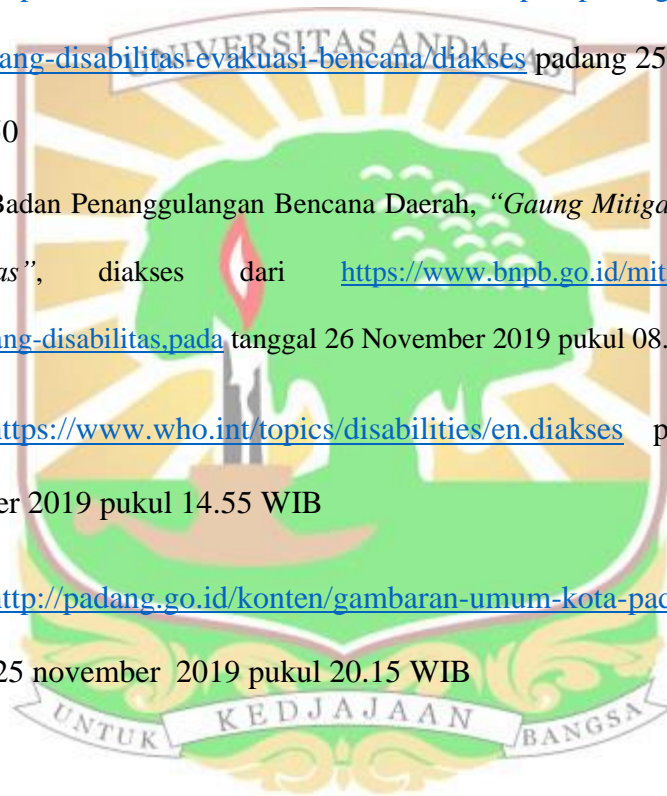 UNIVERSITAS ANDALAS
ang-disabilitas-evakuasi-bencana/diakses padang 25
0
Badan Penanggulangan Bencana Daerah, “Gaung Mitiga
as”, diakses dari https://www.bnpb.go.id/mit
ang-disabilitas,pada tanggal 26 November 2019 pukul 08.
https://www.who.int/topics/disabilities/en.diakses p
er 2019 pukul 14.55 WIB
http://padang.go.id/konten/gambaran-umum-kota-pad
25 november 2019 pukul 20.15 WIB
UNTUK KEDJAJAAN BANGSA